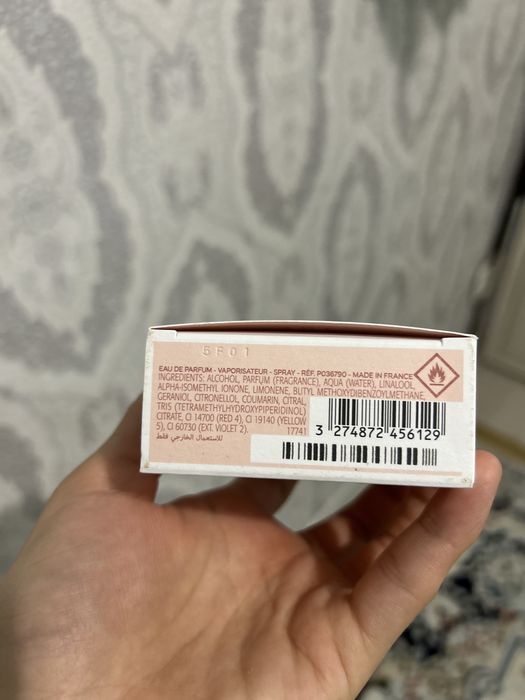 5F01
EAU DE PARFUM - VAPORISATEUR - SPRAY - RÉF. P036790 - MADE IN FRANCE
INGREDIENTS: ALCOHOL, PARFUM (FRAGRANCE), AQUA (WATER), LINALOOL,
ALPHA-ISOMETHYL IONONE, LIMONENE, BUTYL METHOXYDIBENZOYLMETHANE,
GERANIOL, CITRONELLOL, COUMARIN, CITRAL,
TRIS (TETRAMETHYLHYDROXYPIPERIDINOL)
CITRATE, CI 14700 (RED 4), CI 19140 (YELLOW
5), CI 60730 (EXT. VIOLET 2). 17741
للاستعمال الخارجي فقط
3 274872 456129